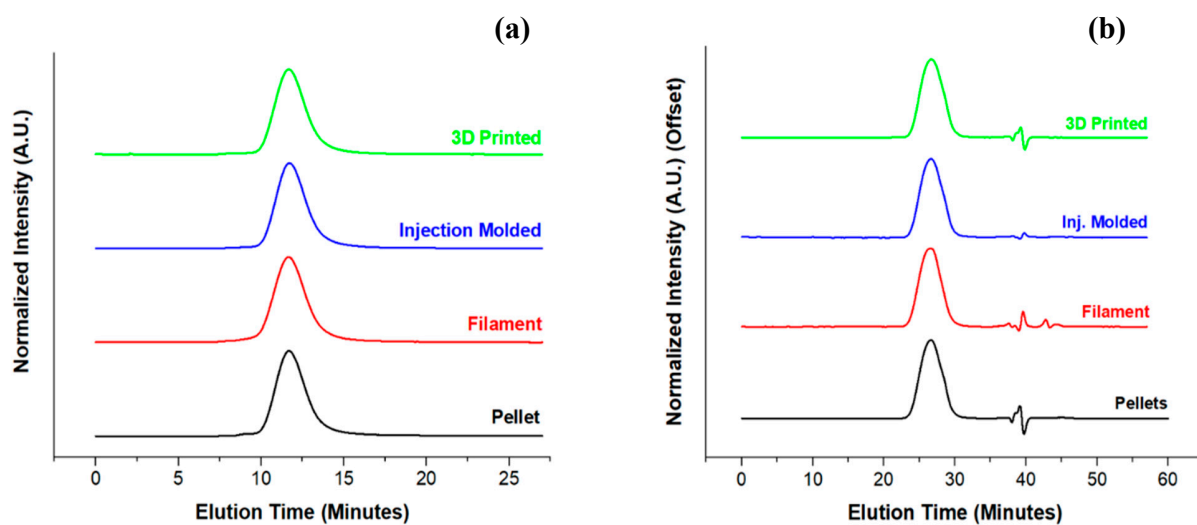 (a)
Normalized Intensity (A.U.)
3D Printed
Injection Molded
Filament
Pellet
0 5 10 15 20 25
Elution Time (Minutes)
(b)
Normalized Intensity (A.U.) (Offset)
3D Printed
Inj. Molded
Filament
Pellets
0 10 20 30 40 50 60
Elution Time (Minutes)